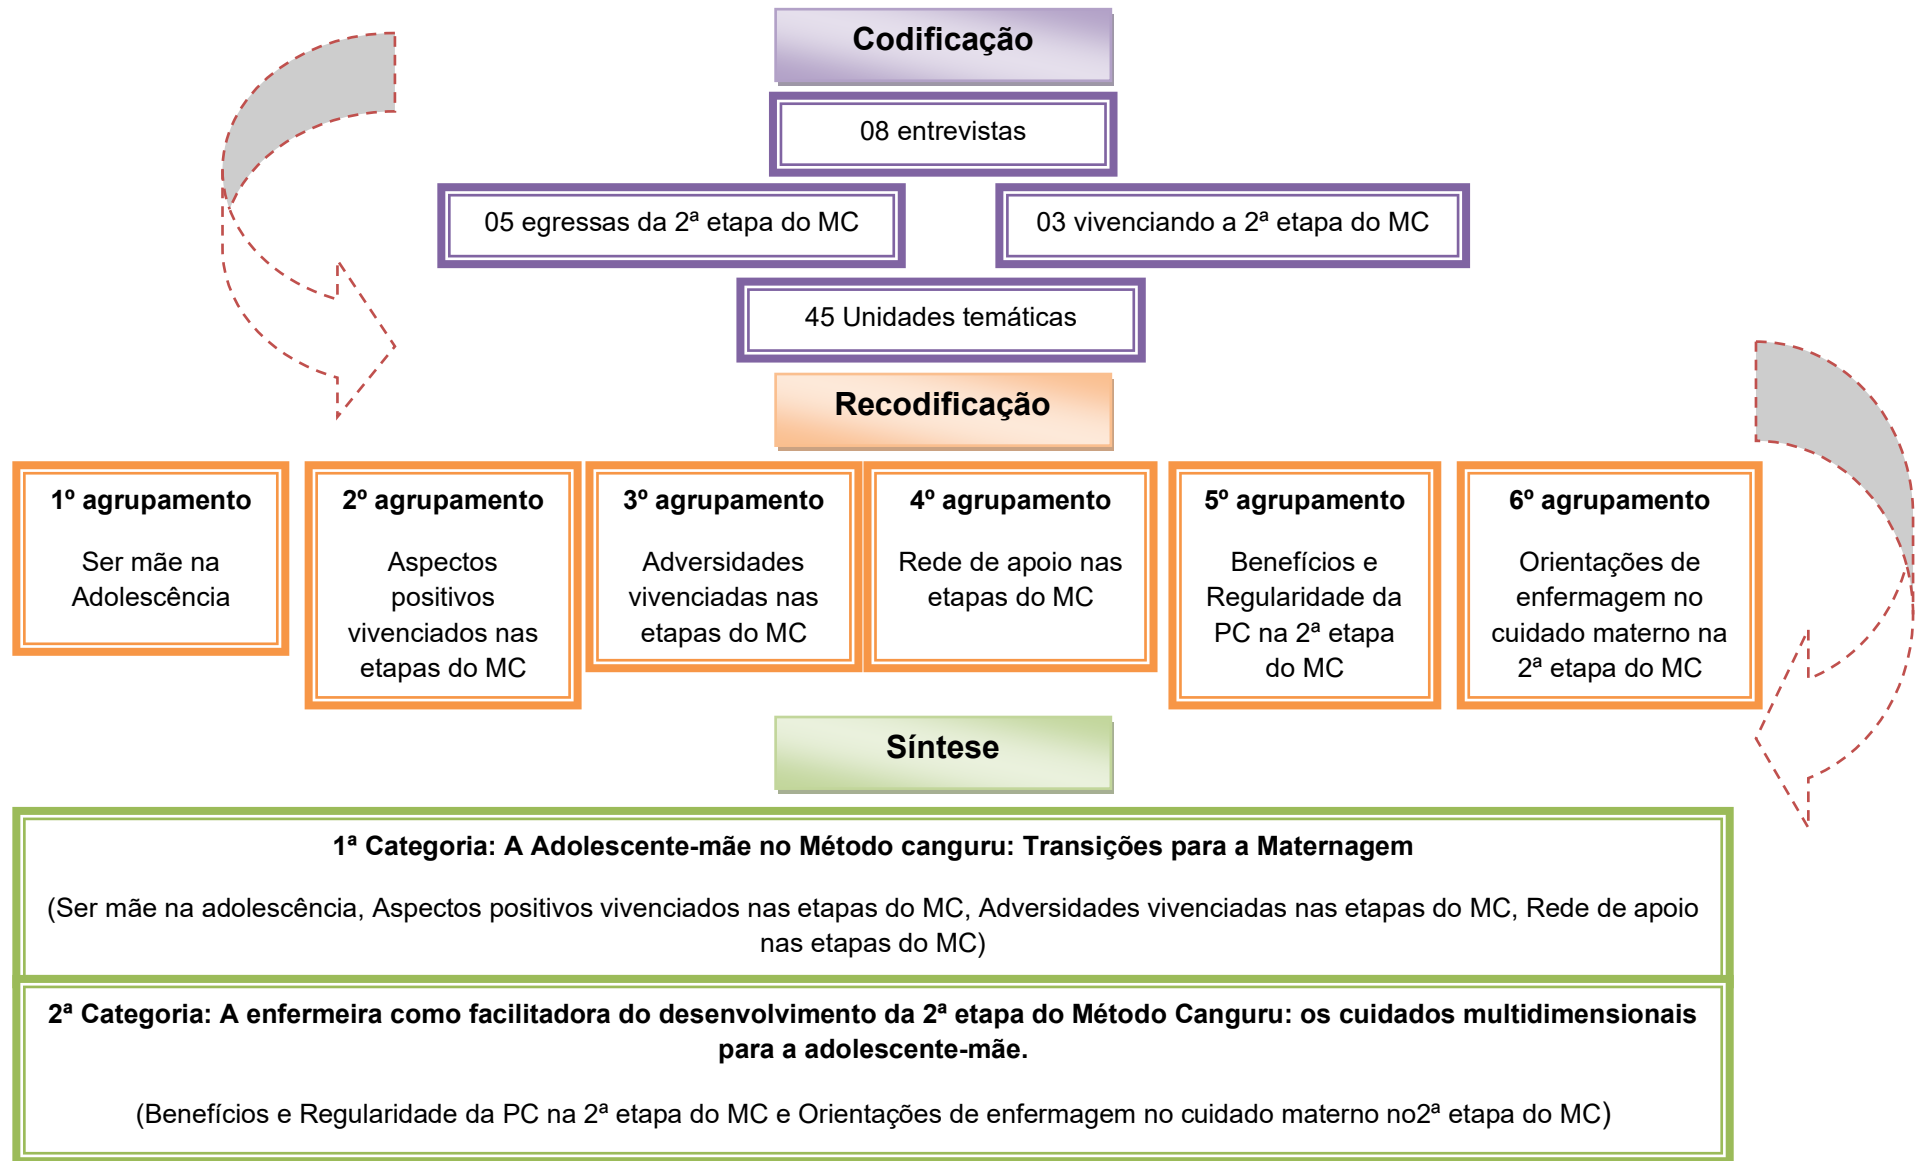 Codificação
08 entrevistas
05 egressas da 2ª etapa do MC
03 vivenciando a 2ª etapa do MC
45 Unidades temáticas
Recodificação
1º agrupamento
Ser mãe na
Adolescência
2º agrupamento
Aspectos
positivos
vivenciados nas
etapas do MC
3º agrupamento
Adversidades
vivenciadas nas
etapas do MC
4º agrupamento
Rede de apoio nas
etapas do MC
5º agrupamento
Benefícios e
Regularidade da
PC na 2ª etapa
do MC
6º agrupamento
Orientações de
enfermagem no
cuidado materno na
2ª etapa do MC
Síntese
1ª Categoria: A Adolescente-mãe no Método canguru: Transições para a Maternagem
(Ser mãe na adolescência, Aspectos positivos vivenciados nas etapas do MC, Adversidades vivenciadas nas etapas do MC, Rede de apoio
nas etapas do MC)
2ª Categoria: A enfermeira como facilitadora do desenvolvimento da 2ª etapa do Método Canguru: os cuidados multidimensionais
para a adolescente-mãe.
(Benefícios e Regularidade da PC na 2ª etapa do MC e Orientações de enfermagem no cuidado materno no2ª etapa do MC)